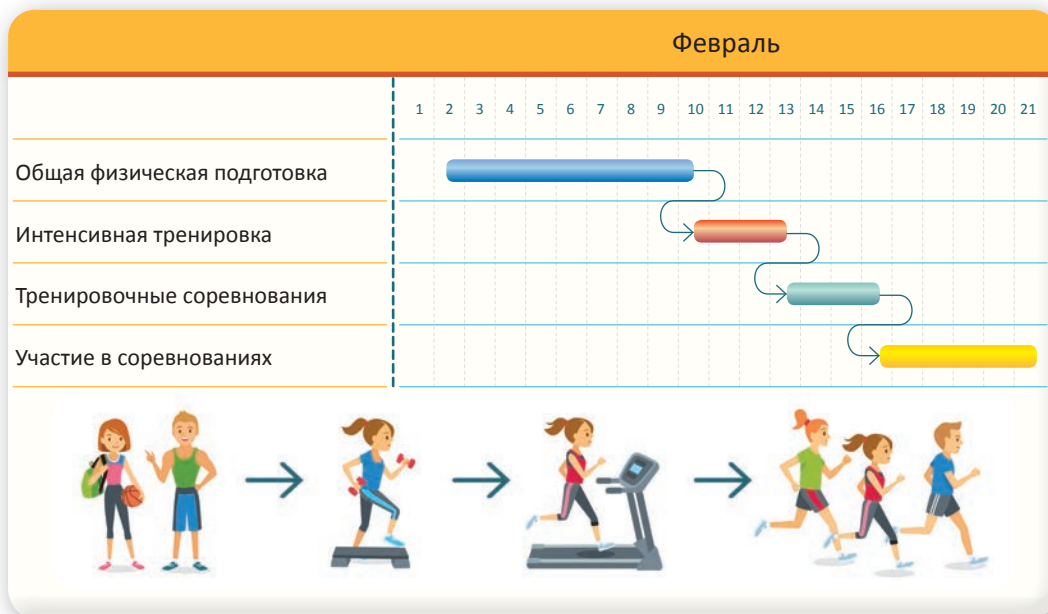 Февраль
1 2 3 4 5 6 7 8 9 10 11 12 13 14 15 16 17 18 19 20 21
Общая физическая подготовка
Интенсивная тренировка
Тренировочные соревнования
Участие в соревнованиях